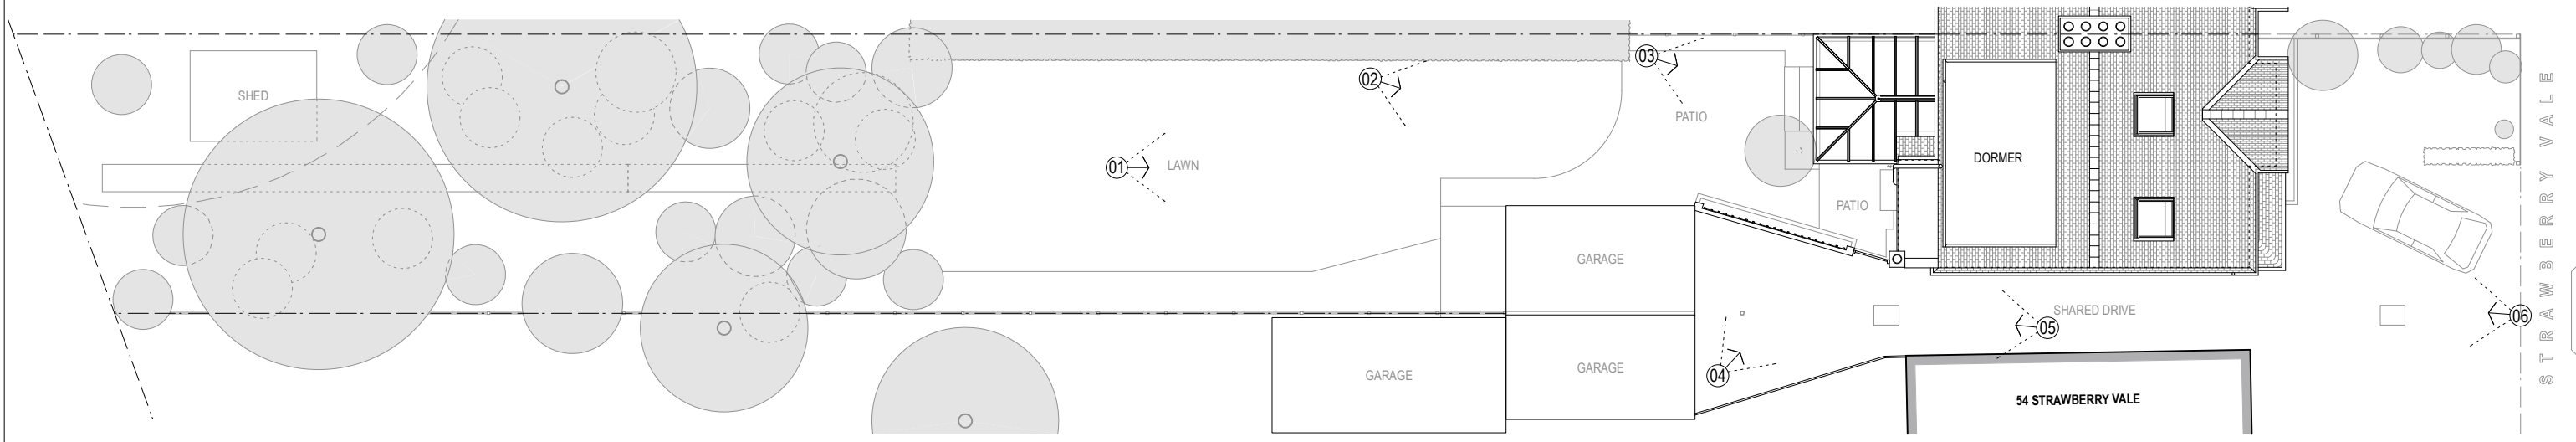 SHED
01
LAWN
02
03
PATIO
PATIO
DORMER
GARAGE
GARAGE
GARAGE
04
05
SHARED DRIVE
06
54 STRAWBERRY VALE
STRAWBERRY VALE